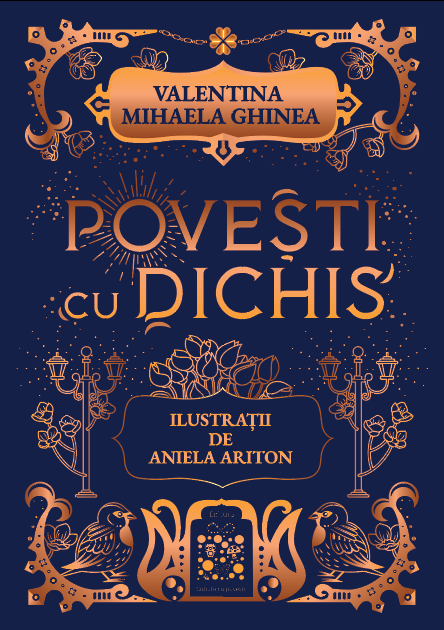 VALENTINA
MIHAELA GHINEA
POVEȘTI
CU DICHIS
ILUSTRAȚII
DE
ANIELA ARITON